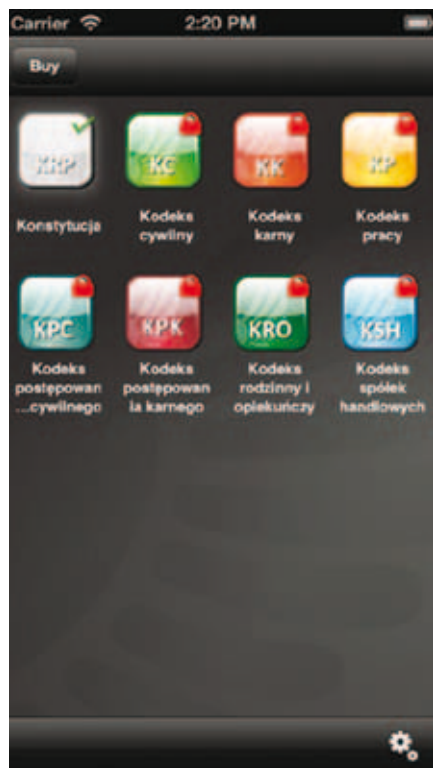 Carrier 2:20 PM
Buy
KRP KC KK KP
Konstytucja
Kodeks
cywilny
Kodeks
karny
Kodeks
pracy
KPC KPK KRO KSH
Kodeks
postępowan
...cywilnego
Kodeks
postępowan
ia karnego
Kodeks
rodzinny i
opiekuńczy
Kodeks
spółek
handlowych